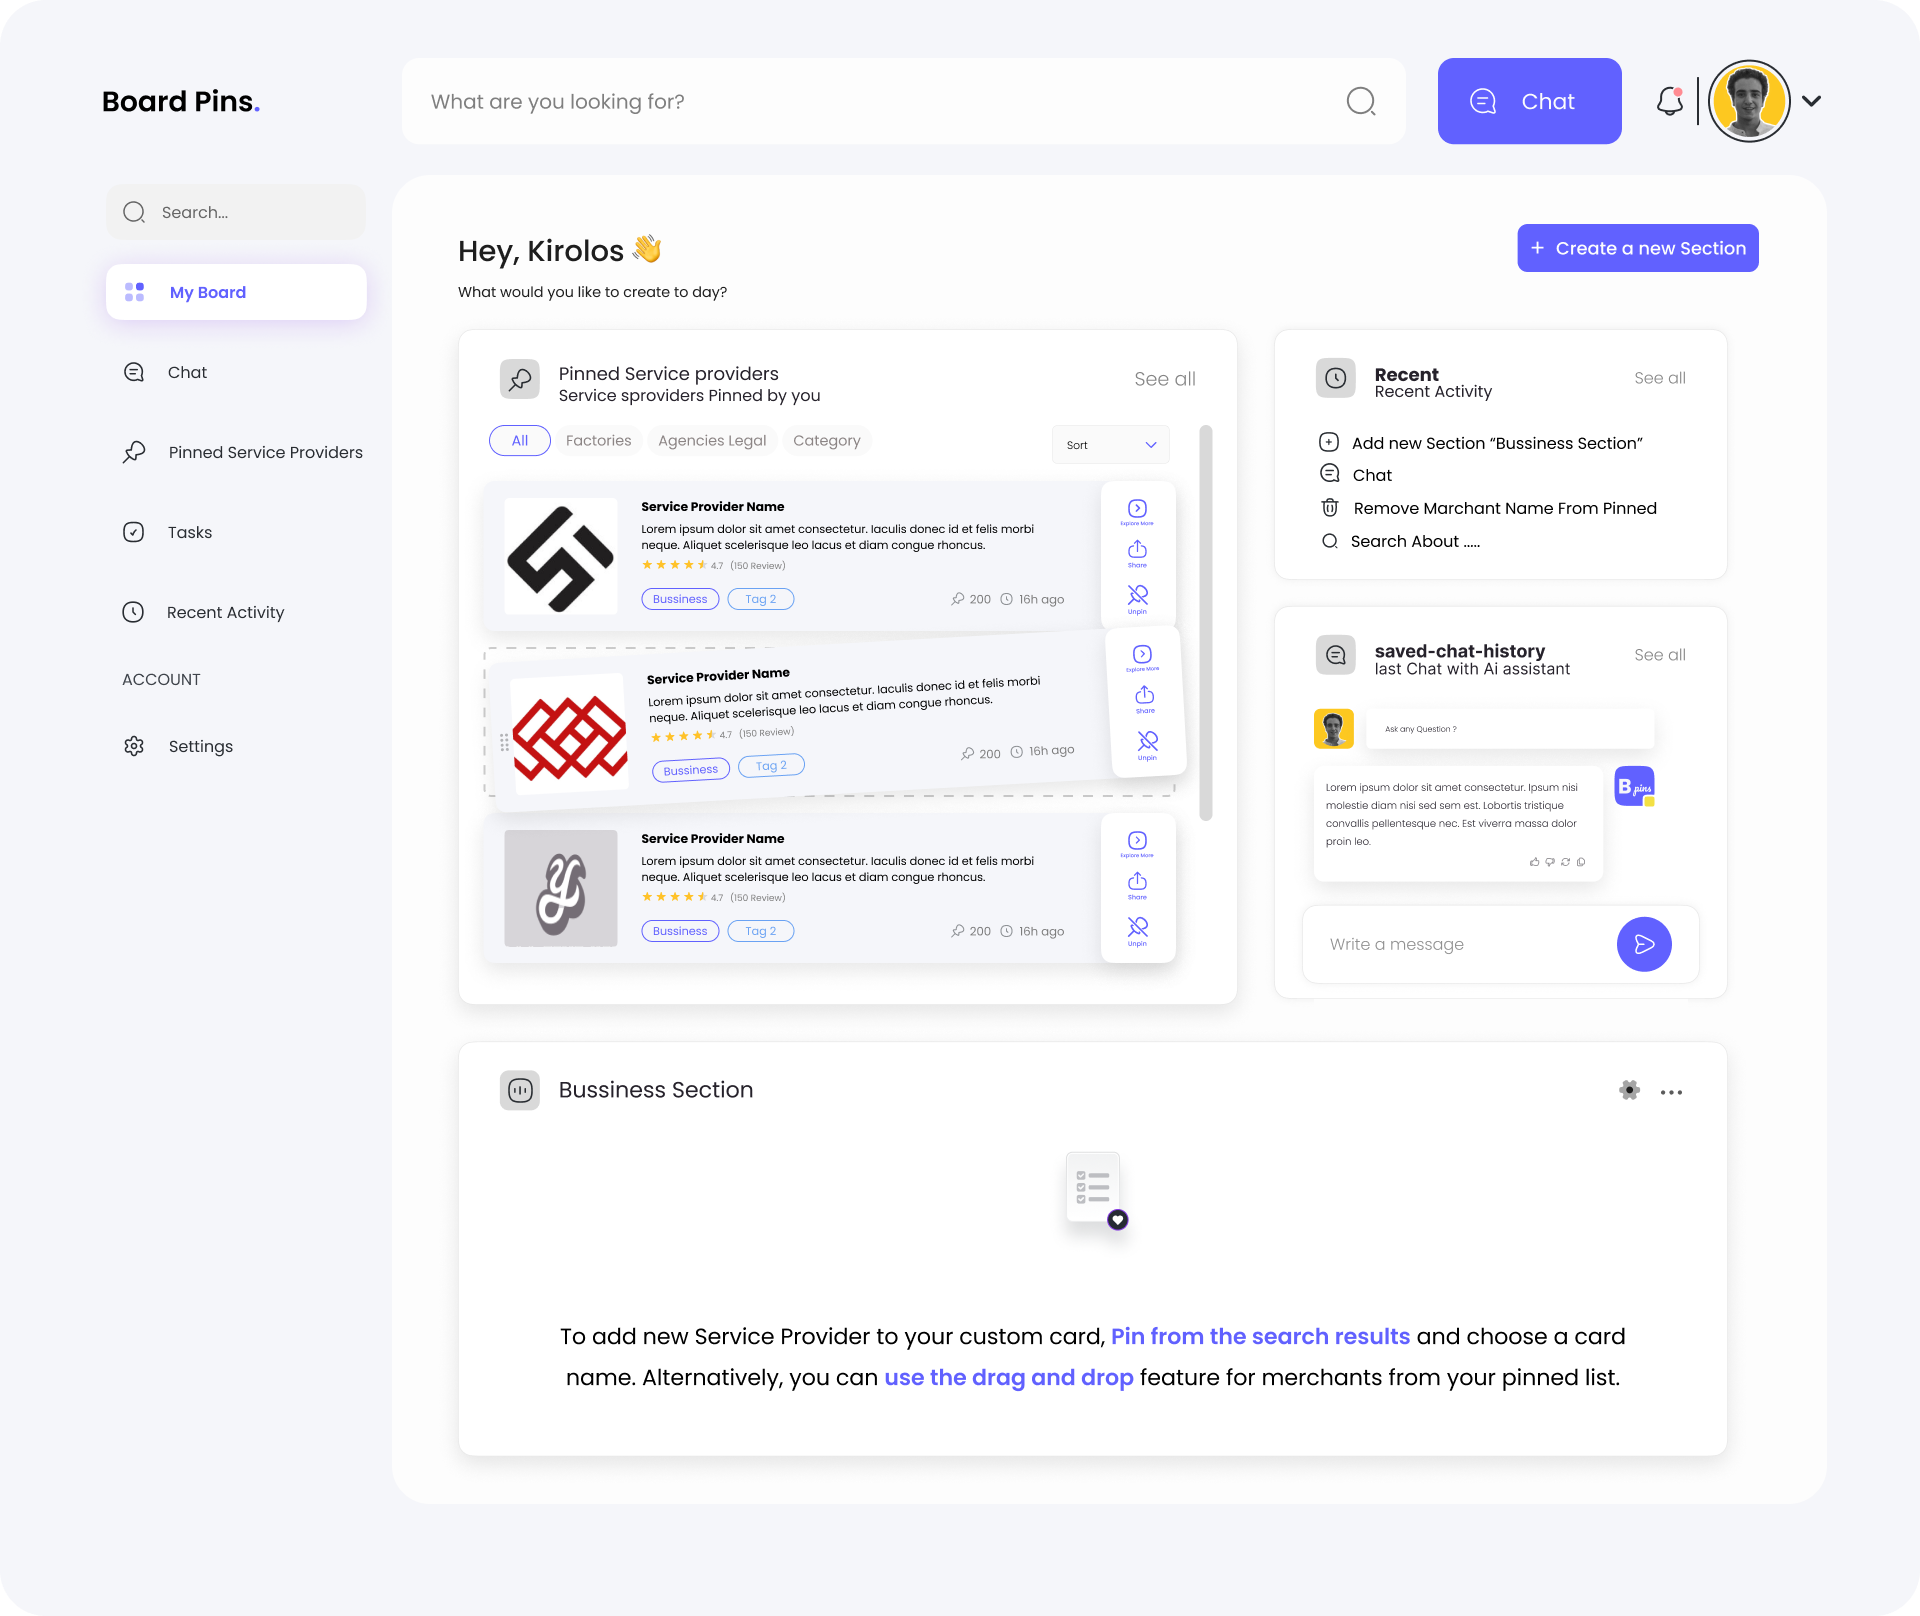 Board Pins.
What are you looking for?
Chat
Search...
My Board
Chat
Pinned Service Providers
Tasks
Recent Activity
ACCOUNT
Settings
Hey, Kirolos 👋
What would you like to create to day?
+ Create a new Section
Pinned Service providers
Service sproviders Pinned by you
See all
All
Factories
Agencies Legal
Category
Sort
Service Provider Name
Lorem ipsum dolor sit amet consectetur. Iaculis donec id et felis morbi
neque. Aliquet scelerisque leo lacus et diam congue rhoncus.
4.7 (150 Review)
Bussiness
Tag 2
200
16h ago
Explore More
Share
Unpin
Service Provider Name
Lorem ipsum dolor sit amet consectetur. Iaculis donec id et felis morbi
neque. Aliquet scelerisque leo lacus et diam congue rhoncus.
4.7 (150 Review)
Bussiness
Tag 2
200
16h ago
Explore More
Share
Unpin
Service Provider Name
Lorem ipsum dolor sit amet consectetur. Iaculis donec id et felis morbi
neque. Aliquet scelerisque leo lacus et diam congue rhoncus.
4.7 (150 Review)
Bussiness
Tag 2
200
16h ago
Explore More
Share
Unpin
Recent
Recent Activity
See all
Add new Section “Bussiness Section”
Chat
Remove Marchant Name From Pinned
Search About .....
saved-chat-history
last Chat with Ai assistant
See all
Ask any Question ?
Lorem ipsum dolor sit amet consectetur. Ipsum nisi
molestie diam nisi sed sem est. Lobortis tristique
convallis pellentesque nec. Est viverra massa dolor
proin leo.
B pins
Write a message
Bussiness Section
To add new Service Provider to your custom card, Pin from the search results and choose a card
name. Alternatively, you can use the drag and drop feature for merchants from your pinned list.